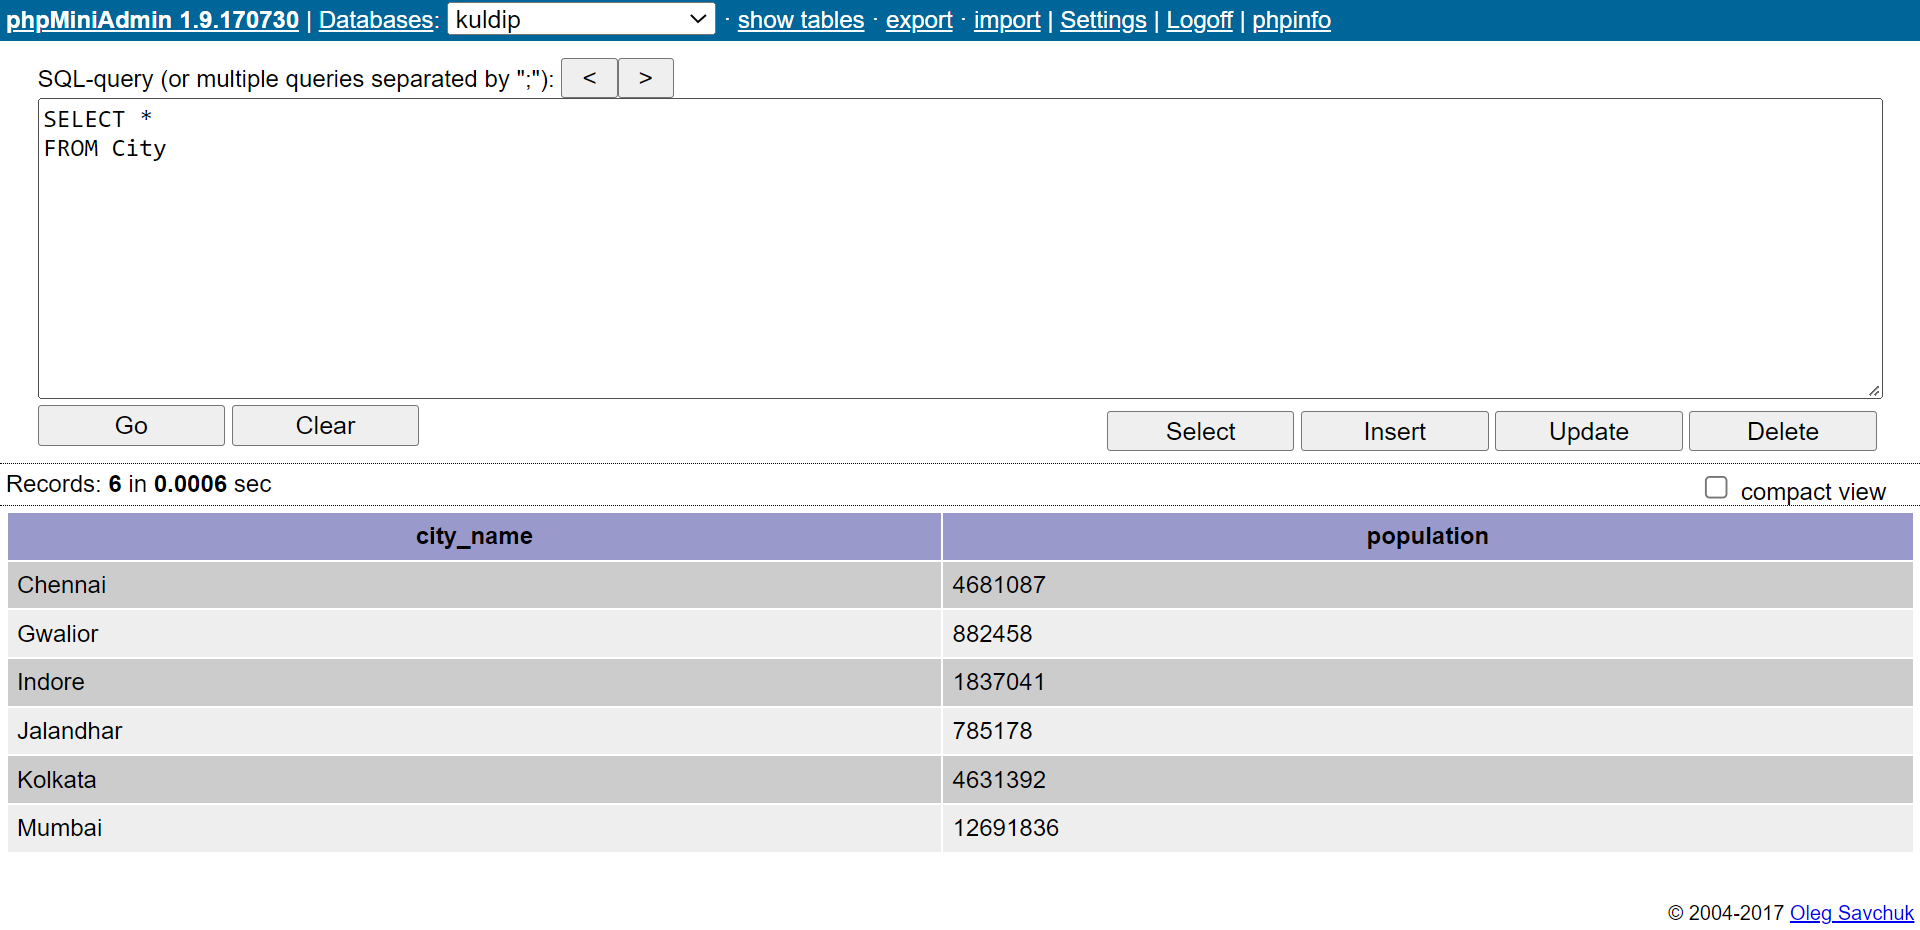 phpMiniAdmin 1.9.170730 | Databases: kuldip · show tables · export · import | Settings | Logoff | phpinfo
SQL-query (or multiple queries separated by ";"): < >
SELECT *
FROM City
Go Clear Select Insert Update Delete
Records: 6 in 0.0006 sec compact view
city_name population
Chennai 4681087
Gwalior 882458
Indore 1837041
Jalandhar 785178
Kolkata 4631392
Mumbai 12691836
© 2004-2017 Oleg Savchuk